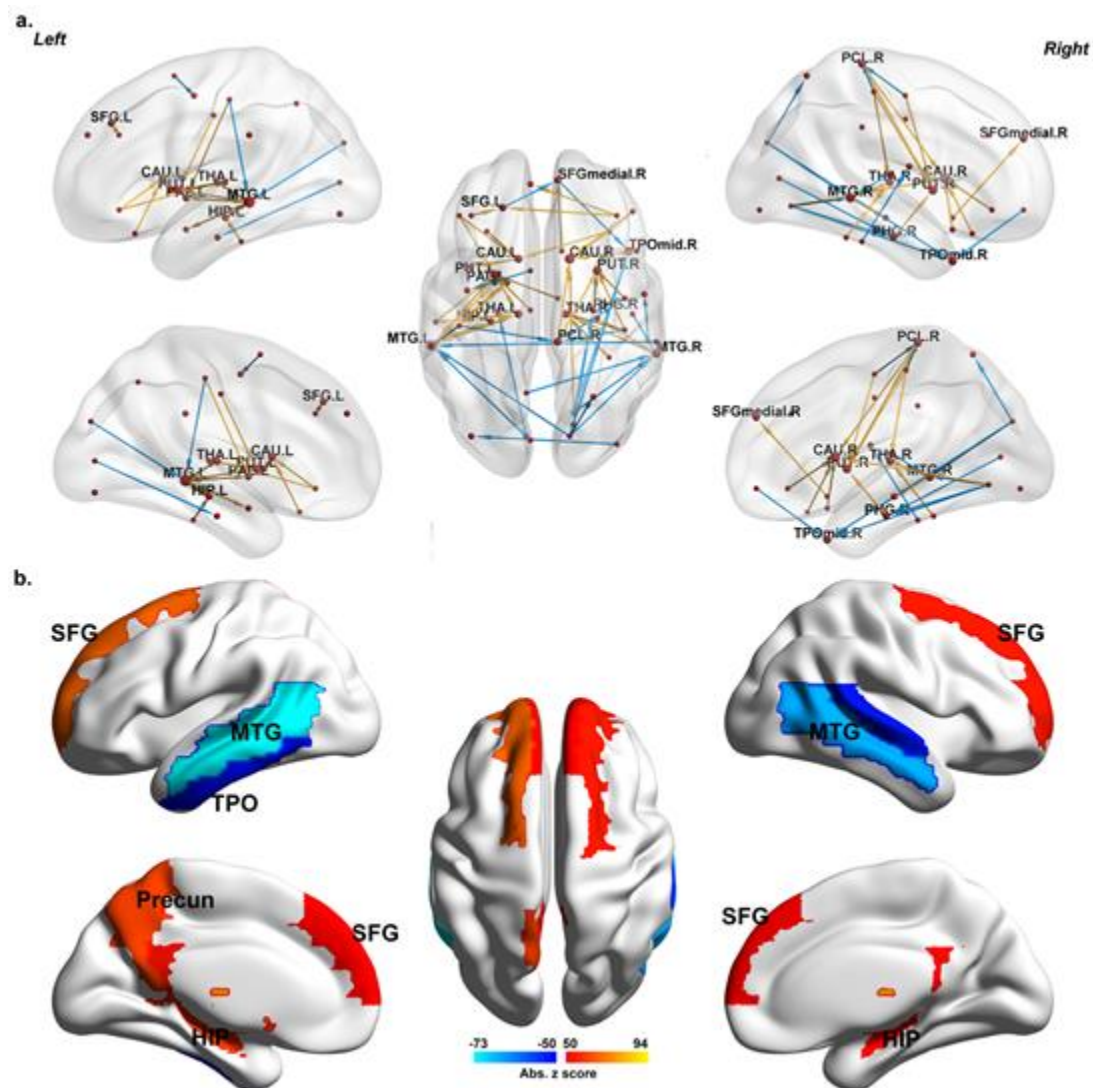 a.
Left
Right
SFG.L
CAU.L
THA.L
MTG.L
HIP.L
SFGmedial.R
SFG.L
TPOmid.R
CAU.L
CAU.R
PUT.R
THA.L
PCL.R
MTG.R
PCL.R
SFGmedial.R
THA.R
CAU.R
PUT.R
MTG.R
PHG.R
TPOmid.R
SFG.L
THA.L
CAU.L
MTG.L
HIP.L
PCL.R
SFGmedial.R
CAU.R
THA.R
MTG.R
PHG.R
TPOmid.R
b.
SFG
MTG
TPO
SFG
MTG
Precun
SFG
HIP
SFG
HIP
-73 -50 50 94
Abs. z score